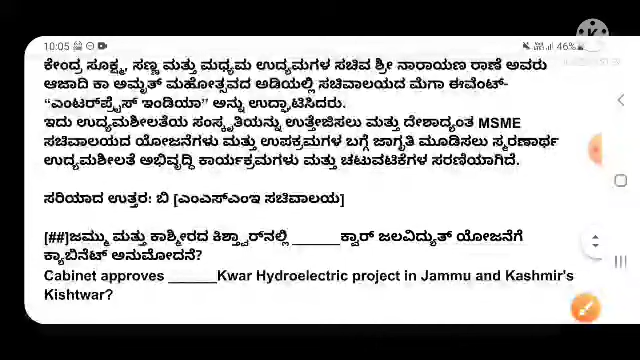 10:05
46%
ಕೇಂದ್ರ ಸೂಕ್ಷ್ಮ, ಸಣ್ಣ ಮತ್ತು ಮಧ್ಯಮ ಉದ್ಯಮಗಳ ಸಚಿವ ಶ್ರೀ ನಾರಾಯಣ ರಾಣೆ ಅವರು
ಆಜಾದಿ ಕಾ ಅಮೃತ್ ಮಹೋತ್ಸವದ ಅಡಿಯಲ್ಲಿ ಸಚಿವಾಲಯದ ಮೆಗಾ ಈವೆಂಟ್-
“ಎಂಟರ್‌ಪ್ರೈಸ್ ಇಂಡಿಯಾ” ಅನ್ನು ಉದ್ಘಾಟಿಸಿದರು.
ಇದು ಉದ್ಯಮಶೀಲತೆಯ ಸಂಸ್ಕೃತಿಯನ್ನು ಉತ್ತೇಜಿಸಲು ಮತ್ತು ದೇಶಾದ್ಯಂತ MSME
ಸಚಿವಾಲಯದ ಯೋಜನೆಗಳು ಮತ್ತು ಉಪಕ್ರಮಗಳ ಬಗ್ಗೆ ಜಾಗೃತಿ ಮೂಡಿಸಲು ಸ್ಮರಣಾರ್ಥ
ಉದ್ಯಮಶೀಲತೆ ಅಭಿವೃದ್ಧಿ ಕಾರ್ಯಕ್ರಮಗಳು ಮತ್ತು ಚಟುವಟಿಕೆಗಳ ಸರಣಿಯಾಗಿದೆ.
ಸರಿಯಾದ ಉತ್ತರ: ಬಿ [ಎಂಎಸ್‌ಎಂಇ ಸಚಿವಾಲಯ]
[##]ಜಮ್ಮು ಮತ್ತು ಕಾಶ್ಮೀರದ ಕಿಶ್ತ್ವಾರ್‌ನಲ್ಲಿ ______ಕ್ವಾರ್ ಜಲವಿದ್ಯುತ್ ಯೋಜನೆಗೆ
ಕ್ಯಾಬಿನೆಟ್ ಅನುಮೋದನೆ?
Cabinet approves ______Kwar Hydroelectric project in Jammu and Kashmir's
Kishtwar?